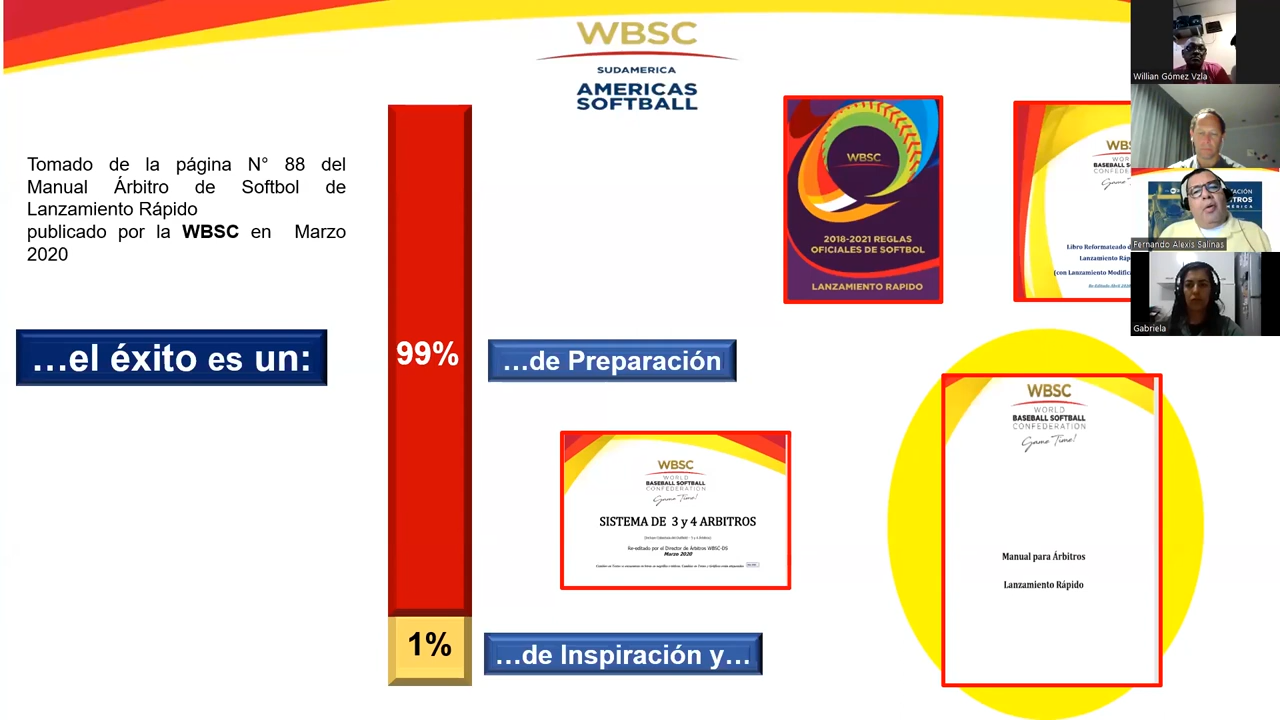 WBSC
SUDAMERICA
AMERICAS
SOFTBALL
Tomado de la página N° 88 del
Manual Árbitro de Softbol de
Lanzamiento Rápido
publicado por la WBSC en Marzo
2020
…el éxito es un:
99%
…de Preparación
1%
…de Inspiración y…
WBSC
2018-2021 REGLAS
OFICIALES DE SOFTBOL
LANZAMIENTO RAPIDO
WBSC
WORLD
BASEBALL SOFTBALL
CONFEDERATION
Game Time!
SISTEMA DE 3 y 4 ARBITROS
Re-editado por el Director de Árbitros WBSC-DS
Marzo 2020
Libro Reformateado
Lanzamiento
(con Lanzamiento
WBSC
WORLD
BASEBALL SOFTBALL
CONFEDERATION
Game Time!
Manual para Árbitros
Lanzamiento Rápido
Willian Gómez Vzla
Fernando Alexis Salinas
Gabriela